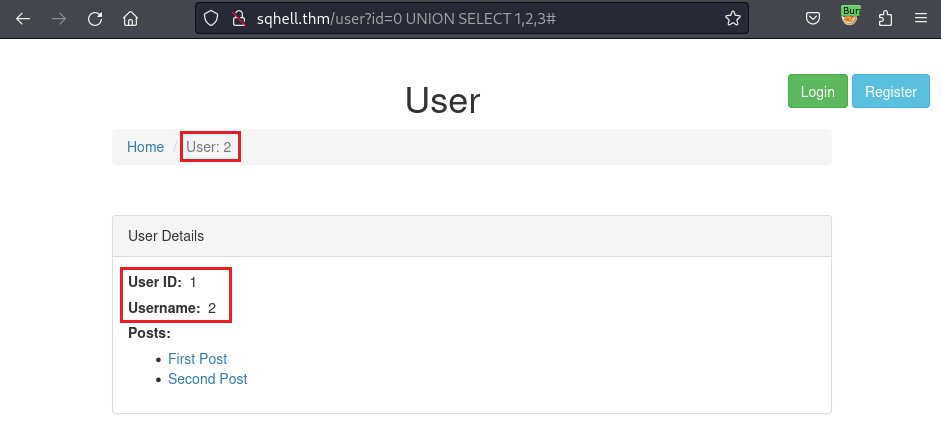 sqhell.thm/user?id=0 UNION SELECT 1,2,3#
Bur
User
Login Register
Home / User: 2
User Details
User ID: 1
Username: 2
Posts:
First Post
Second Post